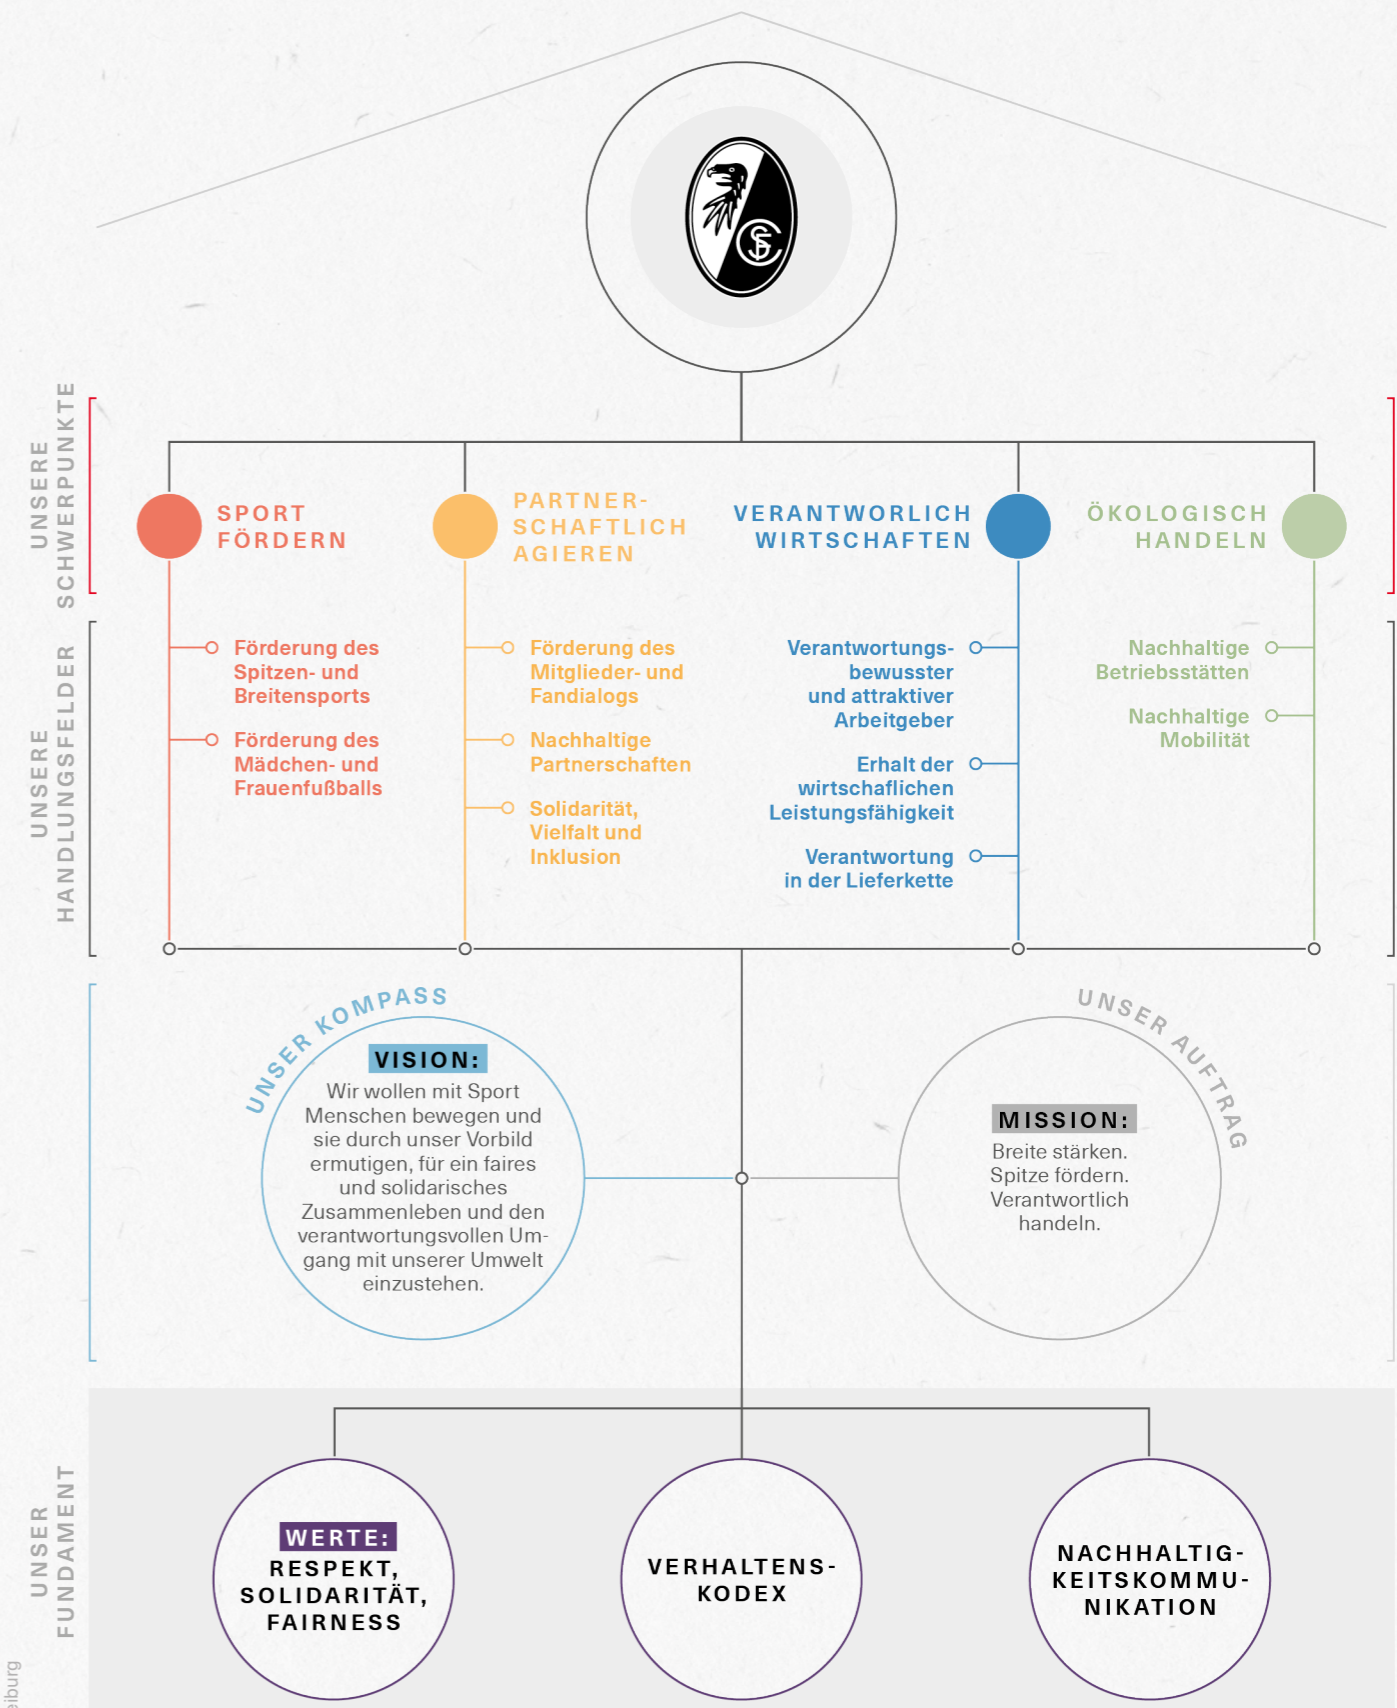 UNSERE
SCHWERPUNKTE
SPORT
FÖRDERN
PARTNER-
SCHAFTLICH
AGIEREN
VERANTWORLICH
WIRTSCHAFTEN
ÖKOLOGISCH
HANDELN
UNSERE
HANDLUNGSFELDER
Förderung des
Spitzen- und
Breitensports
Förderung des
Mädchen- und
Frauenfußballs
Förderung des
Mitglieder- und
Fandialogs
Nachhaltige
Partnerschaften
Solidarität,
Vielfalt und
Inklusion
Verantwortungs-
bewusster
und attraktiver
Arbeitgeber
Erhalt der
wirtschaflichen
Leistungsfähigkeit
Verantwortung
in der Lieferkette
Nachhaltige
Betriebsstätten
Nachhaltige
Mobilität
UNSER KOMPASS
VISION:
Wir wollen mit Sport
Menschen bewegen und
sie durch unser Vorbild
ermutigen, für ein faires
und solidarisches
Zusammenleben und den
verantwortungsvollen Um-
gang mit unserer Umwelt
einzustehen.
UNSER AUFTRAG
MISSION:
Breite stärken.
Spitze fördern.
Verantwortlich
handeln.
UNSER
FUNDAMENT
WERTE:
RESPEKT,
SOLIDARITÄT,
FAIRNESS
VERHALTENS-
KODEX
NACHHALTIG-
KEITSKOMMU-
NIKATION